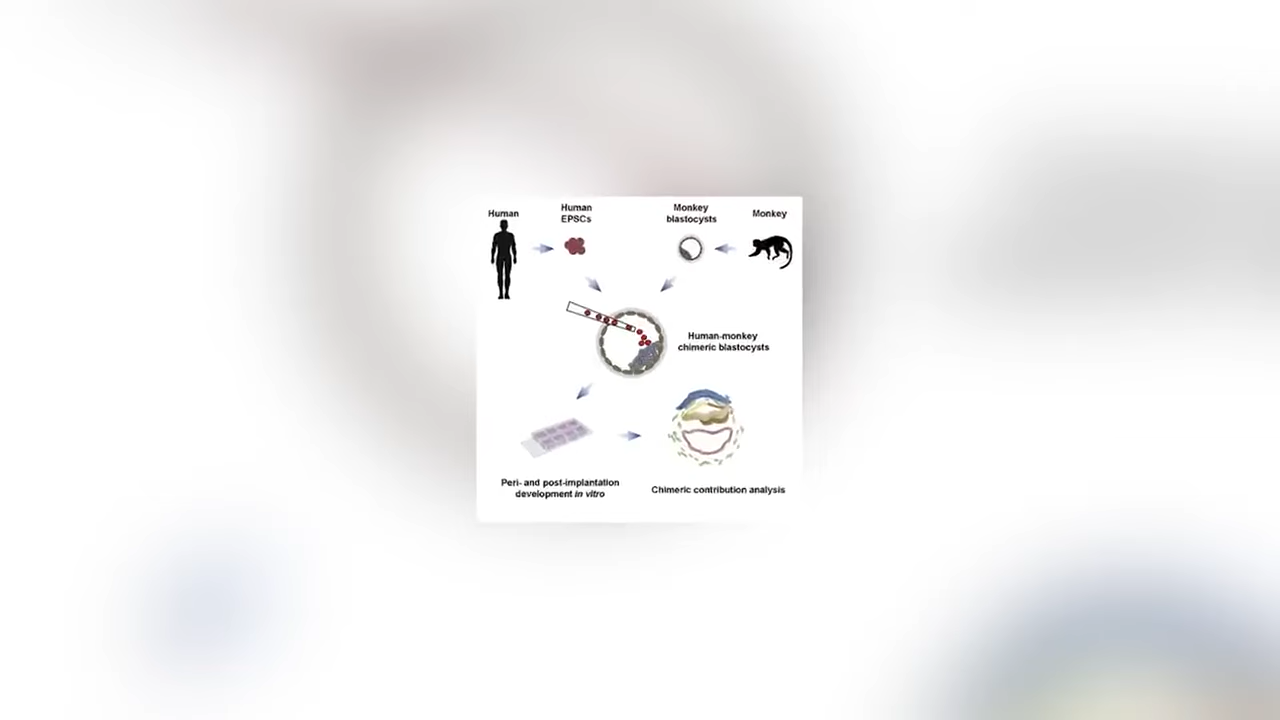 Human
Human
EPSCs
Monkey
blastocysts
Monkey
Human-monkey
chimeric blastocysts
Peri- and post-implantation
development in vitro
Chimeric contribution analysis